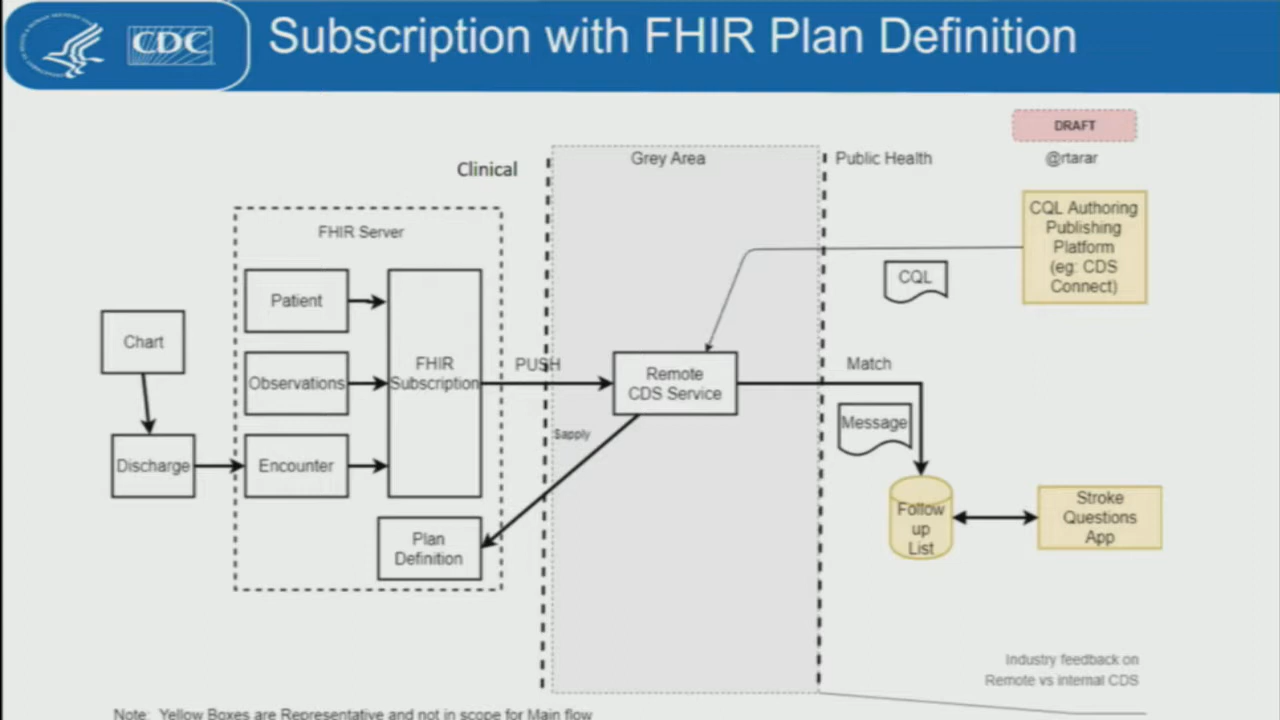 CDC
Subscription with FHIR Plan Definition
DRAFT
@rtarar
Clinical
Grey Area
Public Health
FHIR Server
CQL Authoring
Publishing
Platform
(eg: CDS
Connect)
CQL
Patient
Chart
Observations
FHIR
Subscription
PUSH
Remote
CDS Service
Match
Message
$apply
Discharge
Encounter
Plan
Definition
Follow
up
List
Stroke
Questions
App
Industry feedback on
Remote vs internal CDS
Note: Yellow Boxes are Representative and not in scope for Main flow